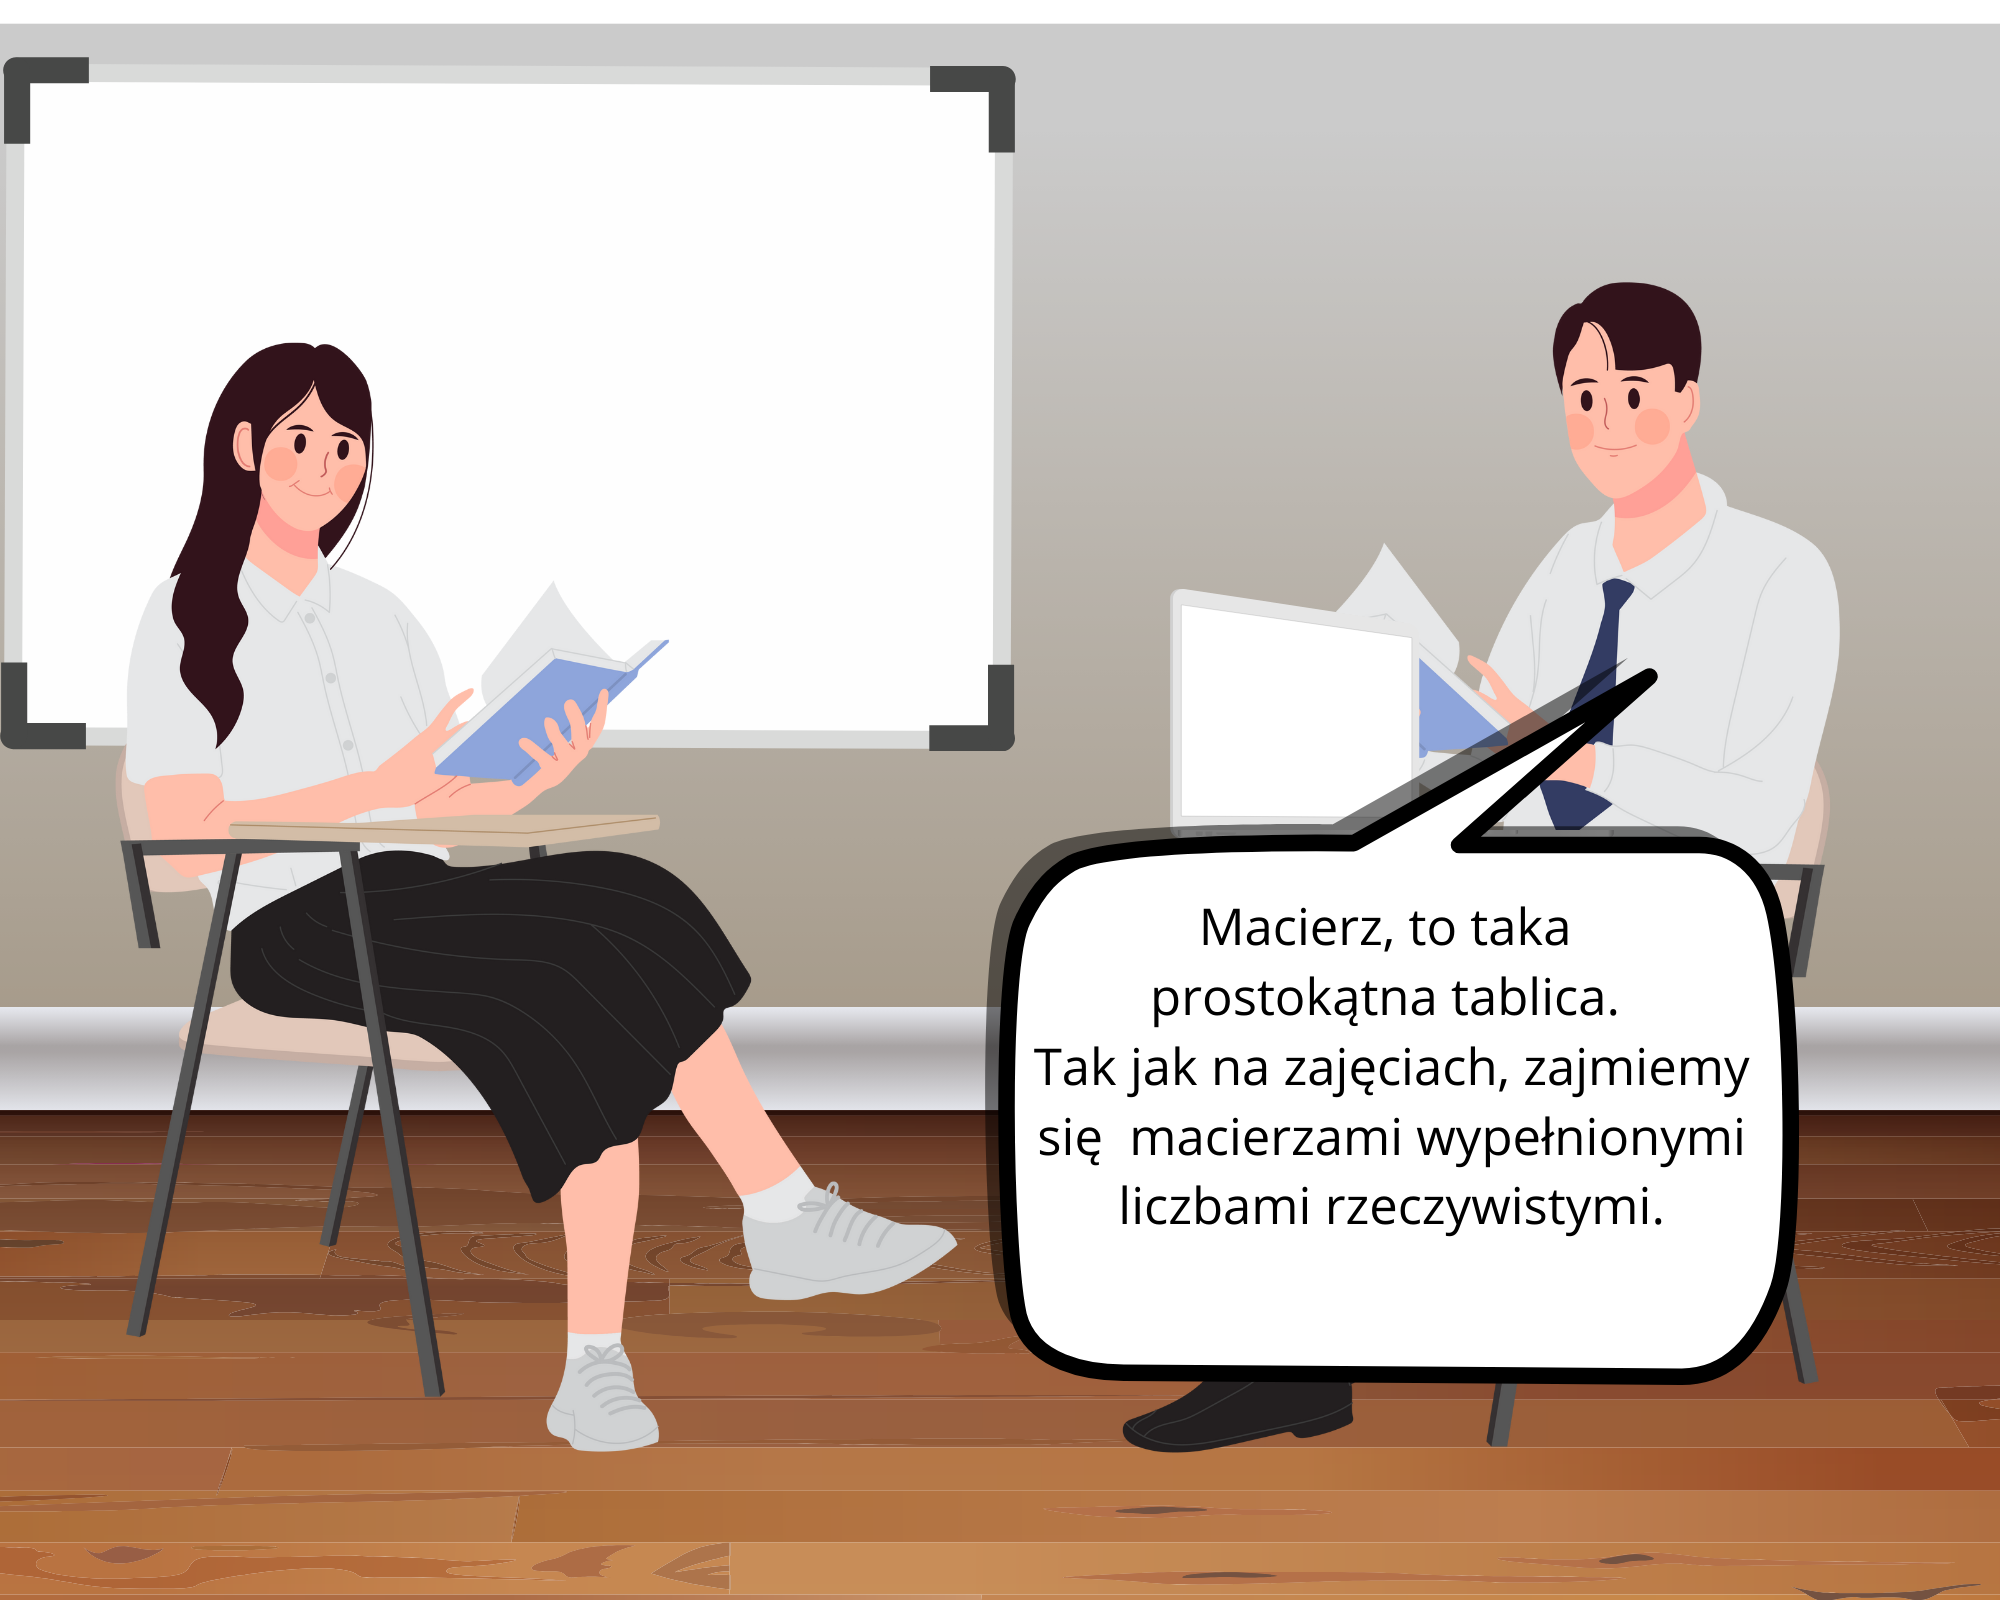 Macierz, to taka
prostokątna tablica.
Tak jak na zajęciach, zajmiemy
się  macierzami wypełnionymi
liczbami rzeczywistymi.